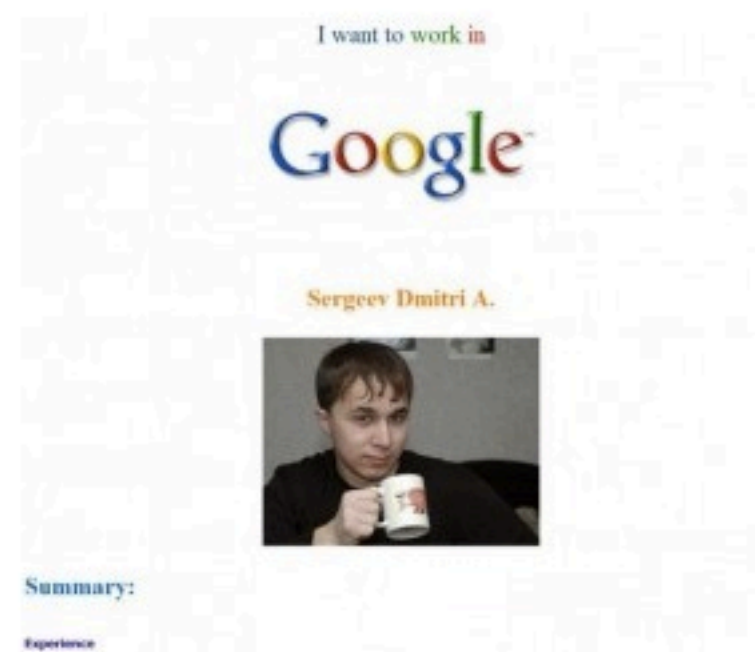 I want to work in
Google
Sergeev Dmitri A.
Summary:
Experience